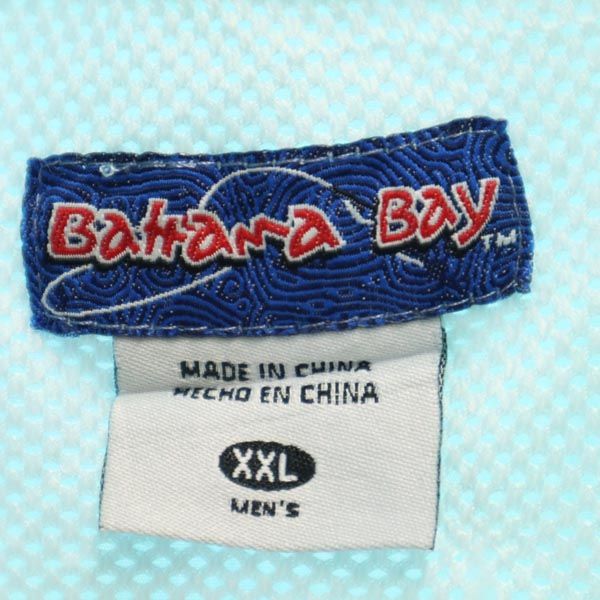 BaHama Bay TM
MADE IN CHINA
HECHO EN CHINA
XXL
MEN'S